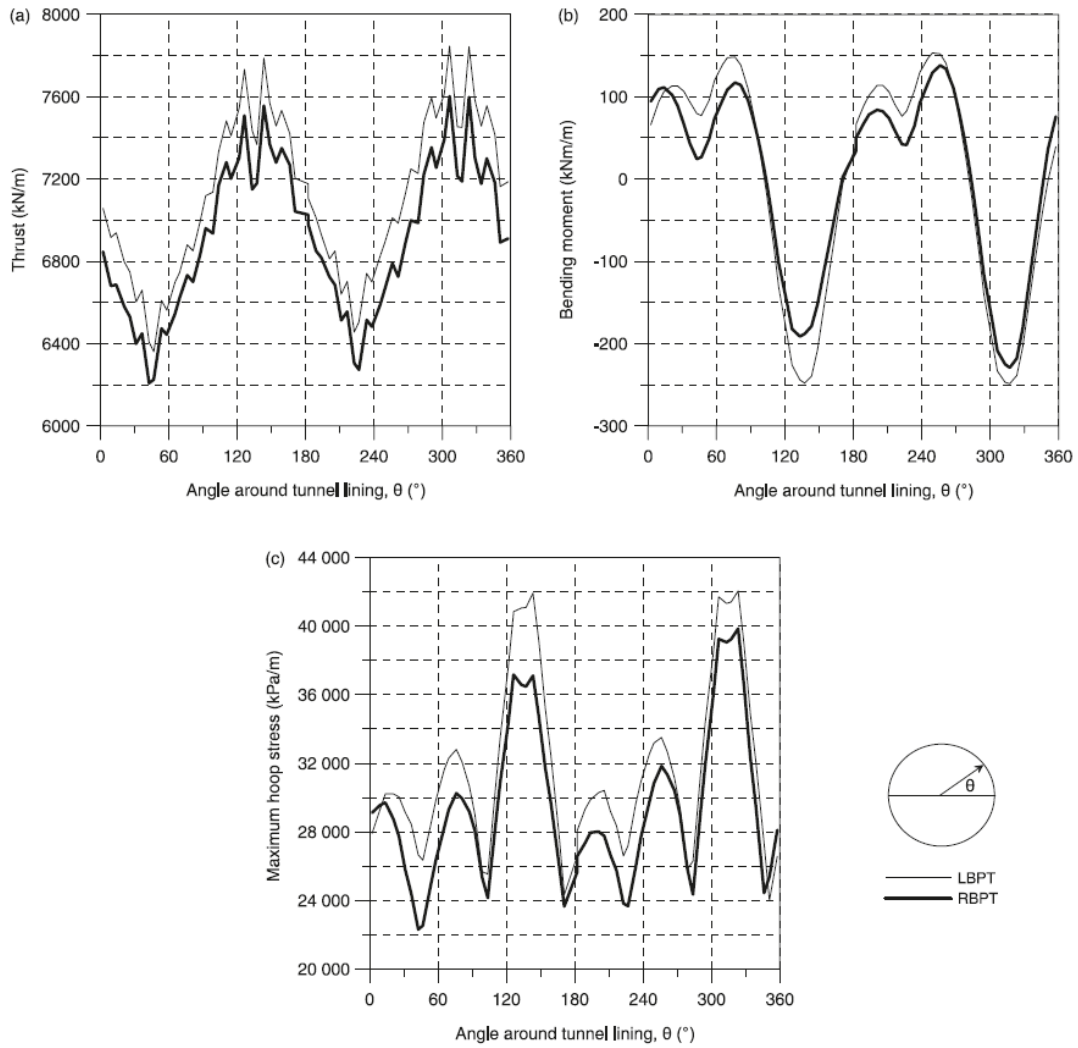 (a)
8000
7600
7200
6800
6400
6000
Thrust (kN/m)
0 60 120 180 240 300 360
Angle around tunnel lining, θ (°)
(b)
200
100
0
-100
-200
-300
Bending moment (kNm/m)
0 60 120 180 240 300 360
Angle around tunnel lining, θ (°)
(c)
44 000
40 000
36 000
32 000
28 000
24 000
20 000
Maximum hoop stress (kPa/m)
0 60 120 180 240 300 360
Angle around tunnel lining, θ (°)
θ
LBPT
RBPT